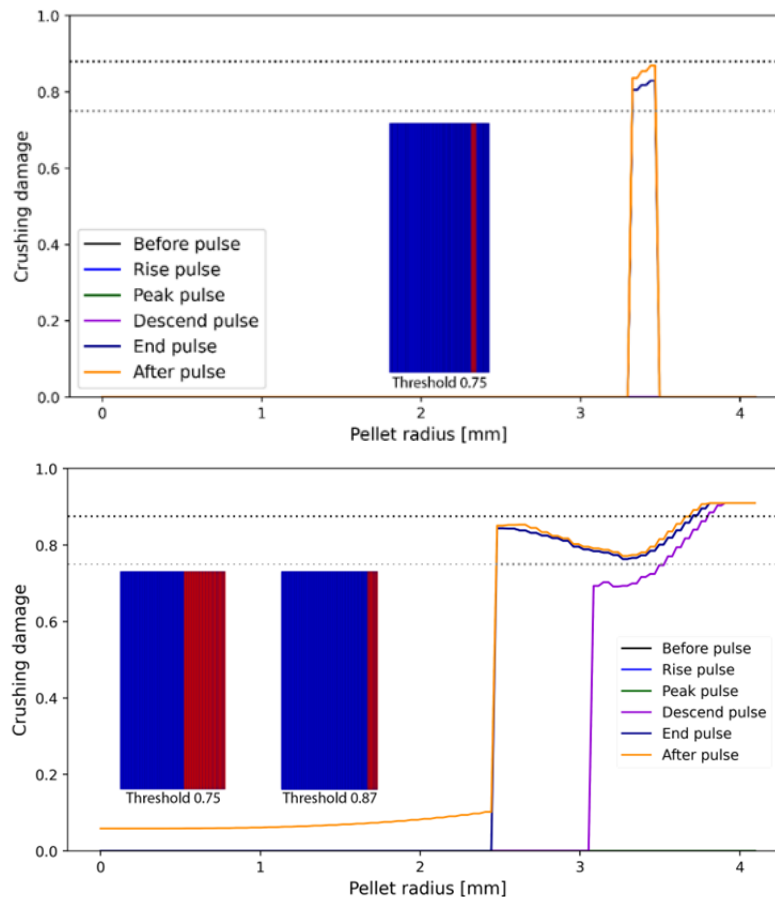 1.0
0.8
0.6
0.4
0.2
0.0
Crushing damage
Before pulse
Rise pulse
Peak pulse
Descend pulse
End pulse
After pulse
Threshold 0.75
0 1 2 3 4
Pellet radius [mm]
1.0
0.8
0.6
0.4
0.2
0.0
Crushing damage
Threshold 0.75
Threshold 0.87
Before pulse
Rise pulse
Peak pulse
Descend pulse
End pulse
After pulse
0 1 2 3 4
Pellet radius [mm]